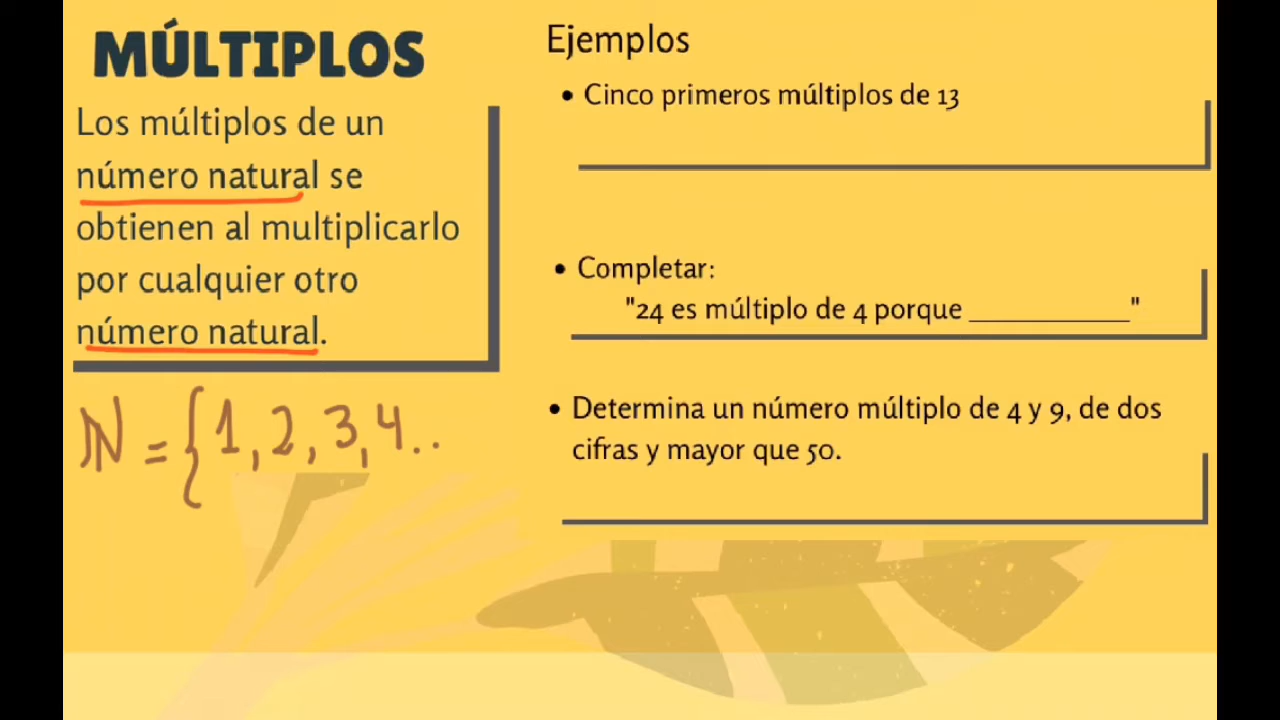 MÚLTIPLOS
Los múltiplos de un
número natural se
obtienen al multiplicarlo
por cualquier otro
número natural.
ℕ = {1, 2, 3, 4..
Ejemplos
• Cinco primeros múltiplos de 13
• Completar:
"24 es múltiplo de 4 porque ___________"
• Determina un número múltiplo de 4 y 9, de dos
cifras y mayor que 50.